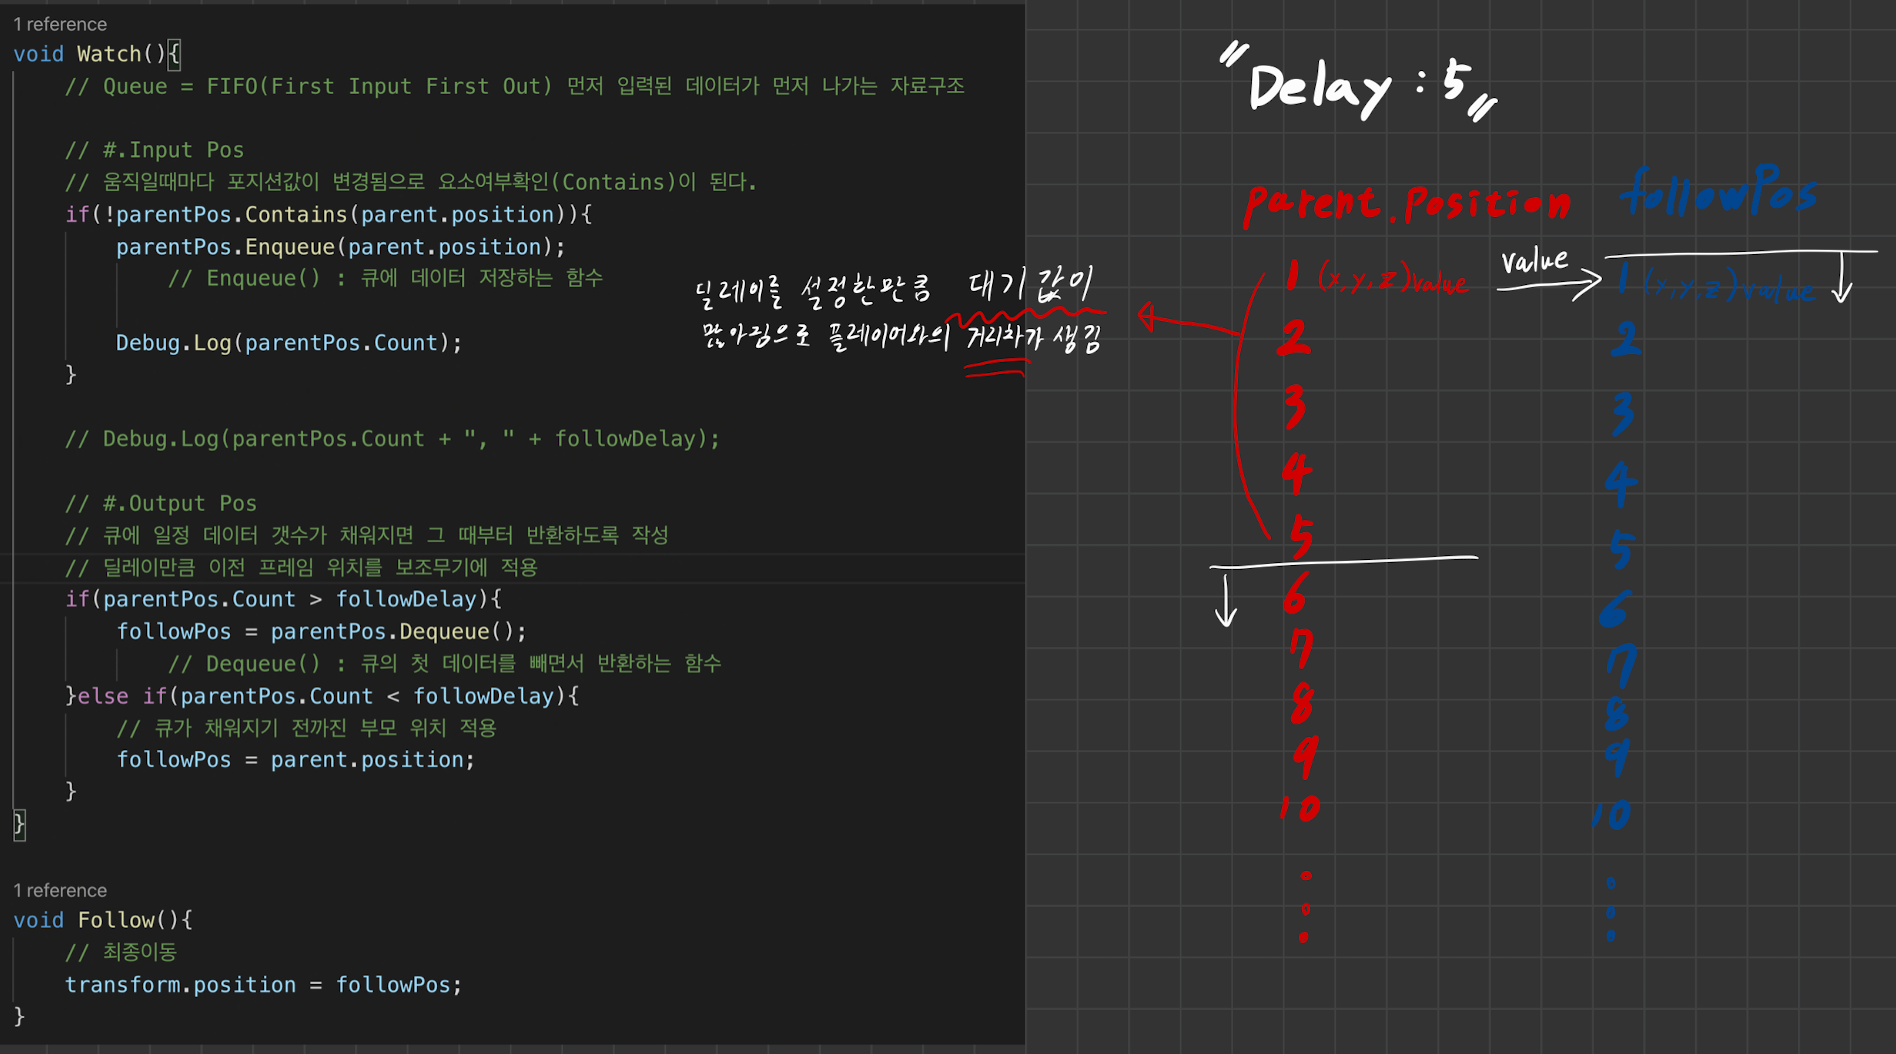 1 reference
void Watch(){
// Queue = FIFO(First Input First Out) 먼저 입력된 데이터가 먼저 나가는 자료구조
// #.Input Pos
// 움직일때마다 포지션값이 변경됨으로 요소여부확인(Contains)이 된다.
if(!parentPos.Contains(parent.position)){
parentPos.Enqueue(parent.position);
// Enqueue() : 큐에 데이터 저장하는 함수
Debug.Log(parentPos.Count);
}
// Debug.Log(parentPos.Count + ", " + followDelay);
// #.Output Pos
// 큐에 일정 데이터 갯수가 채워지면 그 때부터 반환하도록 작성
// 딜레이만큼 이전 프레임 위치를 보조무기에 적용
if(parentPos.Count > followDelay){
followPos = parentPos.Dequeue();
// Dequeue() : 큐의 첫 데이터를 빼면서 반환하는 함수
}else if(parentPos.Count < followDelay){
// 큐가 채워지기 전까진 부모 위치 적용
followPos = parent.position;
}
}
1 reference
void Follow(){
// 최종이동
transform.position = followPos;
}
딜레이를 설정한만큼 대기값이
많아짐으로 플레이어와의 거리차가 생김
"Delay : 5"
parent.position
1 (x,y,z)value
2
3
4
5
6
7
8
9
10
value
followPos
1 (x,y,z)value
2
3
4
5
6
7
8
9
10